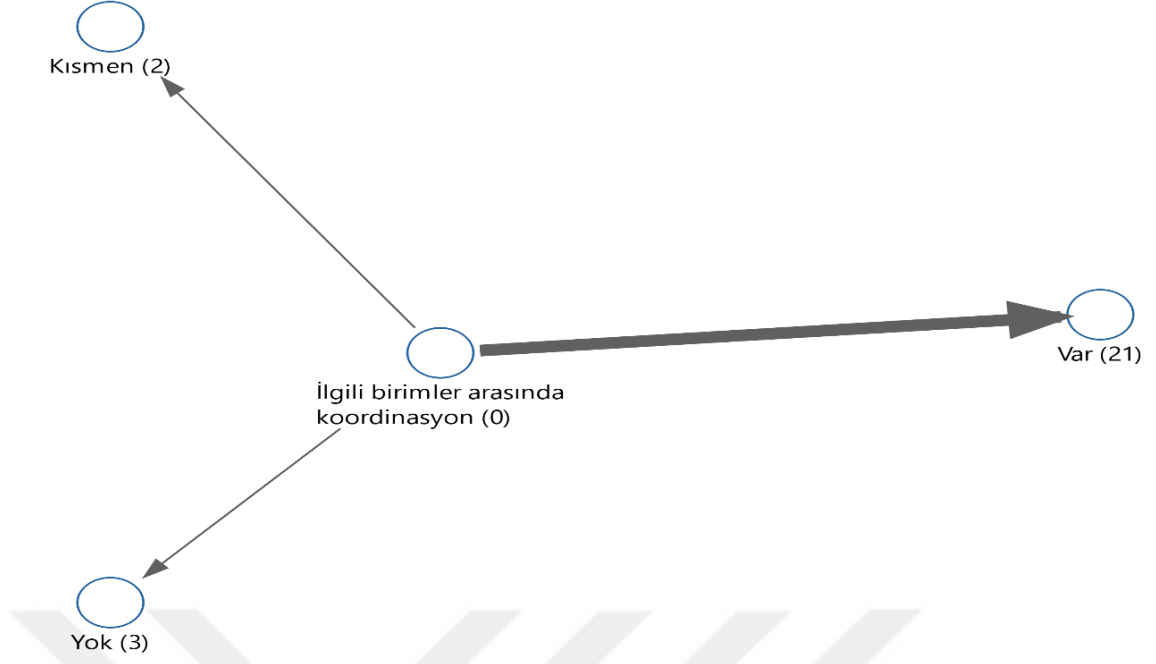 Kısmen (2)
Var (21)
İlgili birimler arasında
koordinasyon (0)
Yok (3)